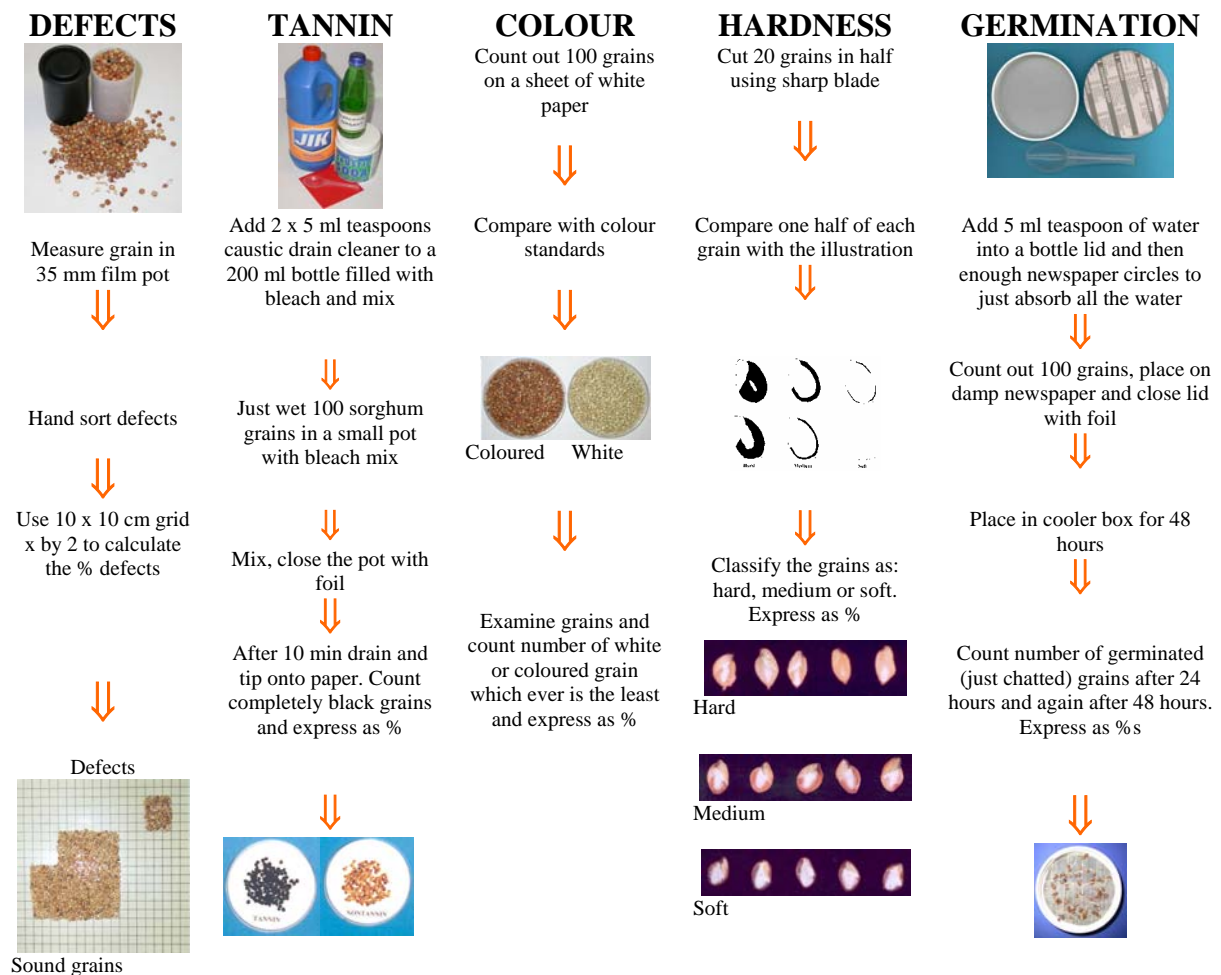 DEFECTS
Measure grain in
35 mm film pot
Hand sort defects
Use 10 x 10 cm grid
x by 2 to calculate
the % defects
Defects
Sound grains
TANNIN
JIK
Add 2 x 5 ml teaspoons
caustic drain cleaner to a
200 ml bottle filled with
bleach and mix
Just wet 100 sorghum
grains in a small pot
with bleach mix
Mix, close the pot with
foil
After 10 min drain and
tip onto paper. Count
completely black grains
and express as %
TANNIN
NONTANNIN
COLOUR
Count out 100 grains
on a sheet of white
paper
Compare with colour
standards
Coloured White
Examine grains and
count number of white
or coloured grain
which ever is the least
and express as %
HARDNESS
Cut 20 grains in half
using sharp blade
Compare one half of each
grain with the illustration
Hard Medium Soft
Classify the grains as:
hard, medium or soft.
Express as %
Hard
Medium
Soft
GERMINATION
Add 5 ml teaspoon of water
into a bottle lid and then
enough newspaper circles to
just absorb all the water
Count out 100 grains, place on
damp newspaper and close lid
with foil
Place in cooler box for 48
hours
Count number of germinated
(just chatted) grains after 24
hours and again after 48 hours.
Express as %s